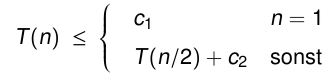 T(n) ≤ { c₁ n = 1
T(n/2) + c₂ sonst